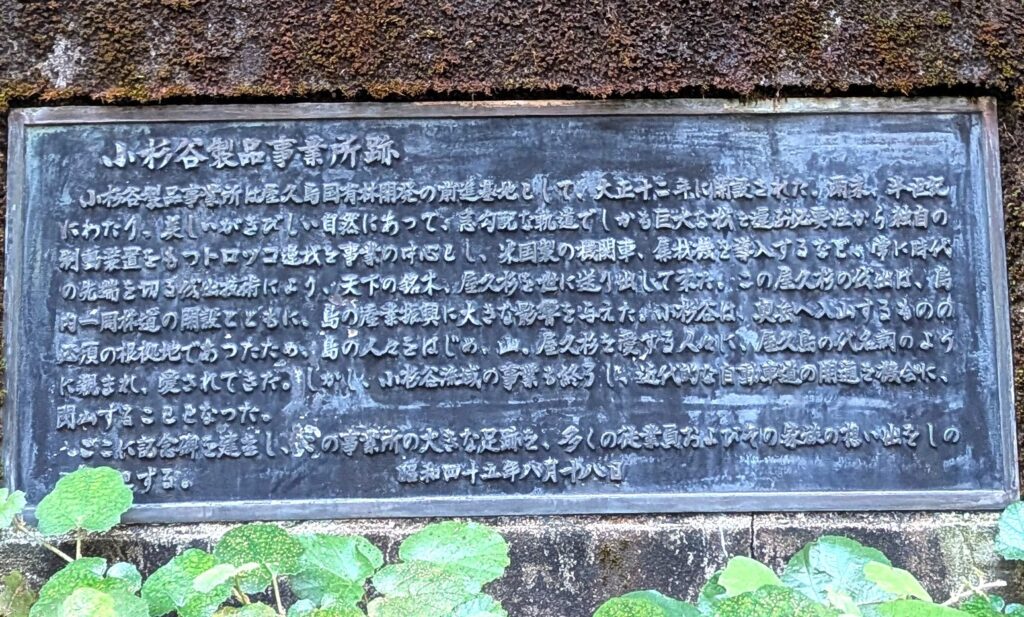 小杉谷製品事業所跡
小杉谷製品事業所は屋久島国有林開発の前進基地として、大正十二年に開設された。爾来、半世紀
にわたり、美しいがきびしい自然にあって、急勾配な軌道でしかも巨大な杉を運ぶ必要性から独自の
制動装置をもつトロッコ運材を事業の中心とし、米国製の機関車、集材機を導入するなど、常に時代
の先端を切る伐出技術により、天下の銘木、屋久杉を世に送り出して来た。この屋久杉の伐出は、島
内一周林道の開設とともに、島の産業振興に大きな影響を与えた。小杉谷は、奥岳へ入山するものの
必須の根拠地であったため、島の人々をはじめ、山、屋久杉を愛する人々に、屋久島の代名詞のよう
に親まれ、愛されてきた。しかし、小杉谷流域の事業も終了し、近代的な自動車道の開通を機会に、
閉山することとなった。
ここに記念碑を建立し、この事業所の大きな足跡と、多くの従業員およびその家族の想い出をしの
する。
昭和四十五年八月十八日